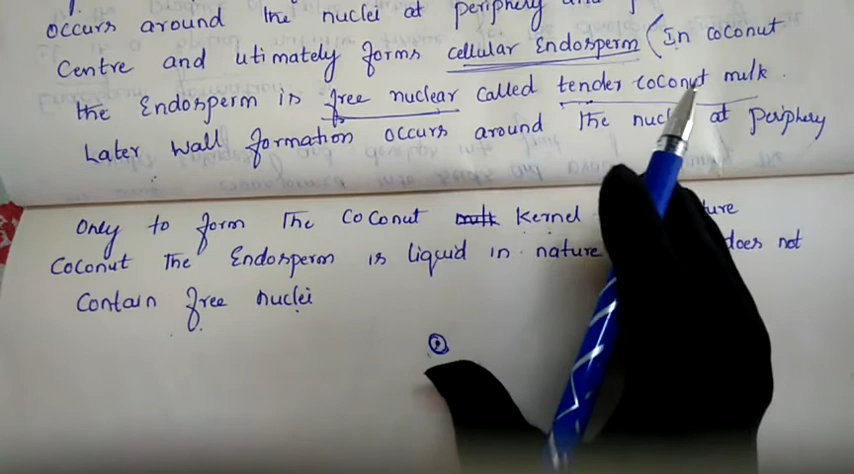 occurs around the nuclei at periphery and
Centre and utimately forms cellular Endosperm (In coconut
the Endosperm is free nuclear called tender coconut milk.
Later wall formation occurs around the at periphery
Only to form The Coconut milk kernel
Coconut The Endosperm is liquid in nature does not
Contain free nuclei